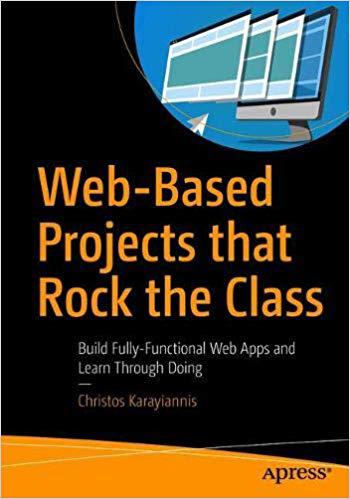 Web-Based
Projects that
Rock the Class
Build Fully-Functional Web Apps and
Learn Through Doing
—
Christos Karayiannis
Apress®